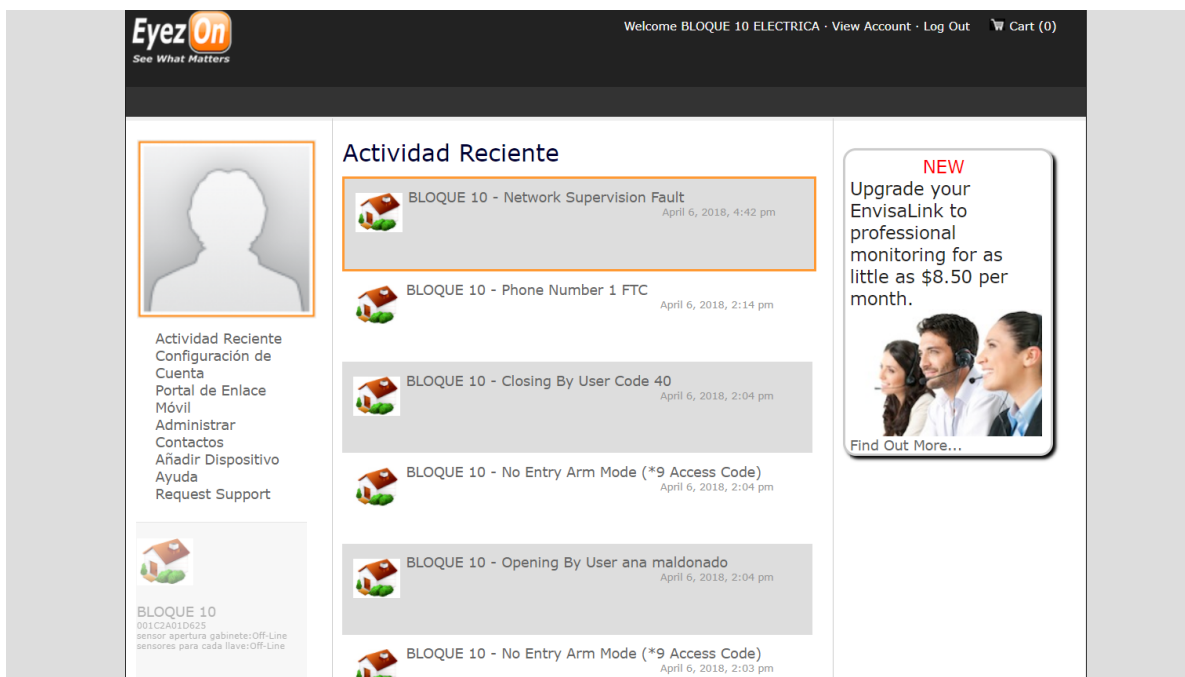 Eyez On
See What Matters
Welcome BLOQUE 10 ELECTRICA · View Account · Log Out Cart (0)
Actividad Reciente
Configuración de
Cuenta
Portal de Enlace
Móvil
Administrar
Contactos
Añadir Dispositivo
Ayuda
Request Support
BLOQUE 10
001C2A01D625
sensor apertura gabinete:Off-Line
sensores para cada llave:Off-Line
Actividad Reciente
BLOQUE 10 - Network Supervision Fault
April 6, 2018, 4:42 pm
BLOQUE 10 - Phone Number 1 FTC
April 6, 2018, 2:14 pm
BLOQUE 10 - Closing By User Code 40
April 6, 2018, 2:04 pm
BLOQUE 10 - No Entry Arm Mode (*9 Access Code)
April 6, 2018, 2:04 pm
BLOQUE 10 - Opening By User ana maldonado
April 6, 2018, 2:04 pm
BLOQUE 10 - No Entry Arm Mode (*9 Access Code)
April 6, 2018, 2:03 pm
NEW
Upgrade your
EnvisaLink to
professional
monitoring for as
little as $8.50 per
month.
Find Out More...